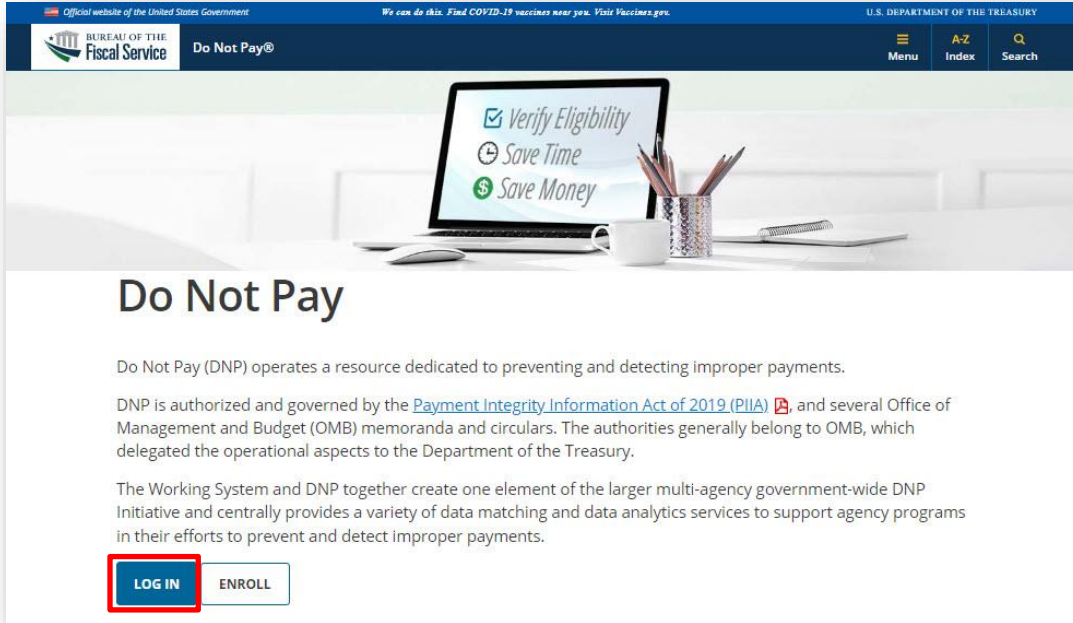 Official website of the United States Government
We can do this. Find COVID-19 vaccines near you. Visit Vaccines.gov.
U.S. DEPARTMENT OF THE TREASURY
BUREAU OF THE
Fiscal Service
Do Not Pay®
Menu
A-Z
Index
Search
Verify Eligibility
Save Time
$ Save Money
Do Not Pay
Do Not Pay (DNP) operates a resource dedicated to preventing and detecting improper payments.
DNP is authorized and governed by the Payment Integrity Information Act of 2019 (PIIA) , and several Office of
Management and Budget (OMB) memoranda and circulars. The authorities generally belong to OMB, which
delegated the operational aspects to the Department of the Treasury.
The Working System and DNP together create one element of the larger multi-agency government-wide DNP
Initiative and centrally provides a variety of data matching and data analytics services to support agency programs
in their efforts to prevent and detect improper payments.
LOG IN
ENROLL